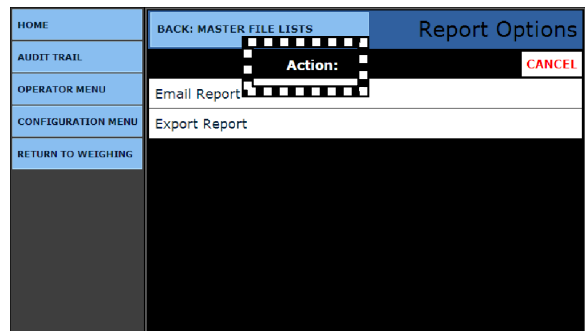 HOME
AUDIT TRAIL
OPERATOR MENU
CONFIGURATION MENU
RETURN TO WEIGHING
BACK: MASTER FILE LISTS
Report Options
Action:
CANCEL
Email Report
Export Report